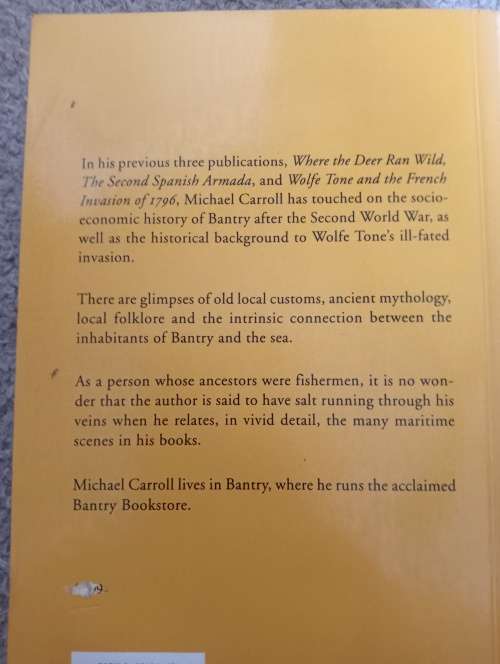 In his previous three publications, Where the Deer Ran Wild,
The Second Spanish Armada, and Wolfe Tone and the French
Invasion of 1796, Michael Carroll has touched on the socio-
economic history of Bantry after the Second World War, as
well as the historical background to Wolfe Tone's ill-fated
invasion.
There are glimpses of old local customs, ancient mythology,
local folklore and the intrinsic connection between the
inhabitants of Bantry and the sea.
As a person whose ancestors were fishermen, it is no won-
der that the author is said to have salt running through his
veins when he relates, in vivid detail, the many maritime
scenes in his books.
Michael Carroll lives in Bantry, where he runs the acclaimed
Bantry Bookstore.